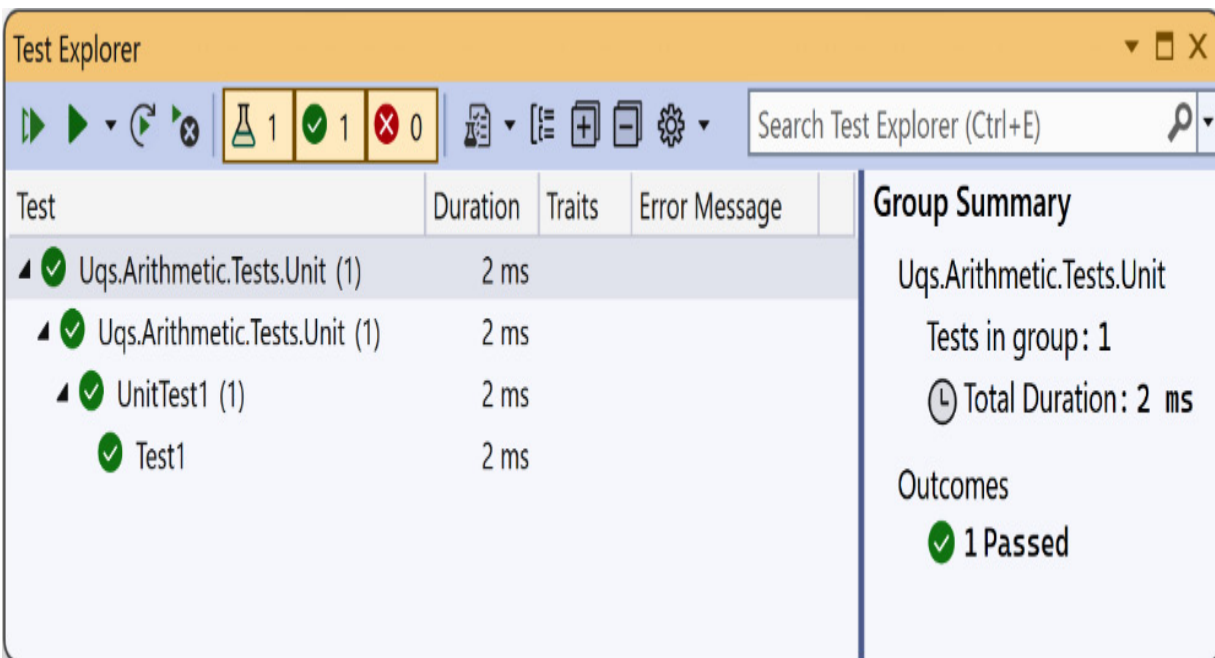 Test Explorer
1 1 0 Search Test Explorer (Ctrl+E)
Test Duration Traits Error Message
Uqs.Arithmetic.Tests.Unit (1) 2 ms
Uqs.Arithmetic.Tests.Unit (1) 2 ms
UnitTest1 (1) 2 ms
Test1 2 ms
Group Summary
Uqs.Arithmetic.Tests.Unit
Tests in group: 1
Total Duration: 2 ms
Outcomes
1 Passed